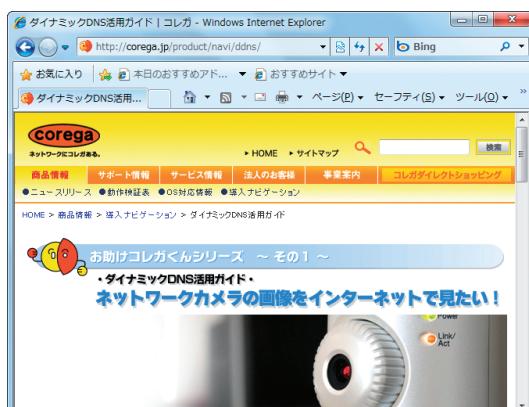 ダイナミックDNS活用ガイド | コレガ - Windows Internet Explorer
http://corega.jp/product/navi/ddns/
Bing
お気に入り 本日のおすすめアド... おすすめサイト
ダイナミックDNS活用... ページ(P) セーフティ(S) ツール(O) »
corega
ネットワークにコレガある。
HOME サイトマップ 検索
商品情報 サポート情報 サービス情報 法人のお客様 事業案内 コレガダイレクトショッピング
●ニュースリリース ●動作検証表 ●OS対応情報 ●導入ナビゲーション
HOME > 商品情報 > 導入ナビゲーション > ダイナミックDNS活用ガイド
お助けコレガくんシリーズ ～ その１ ～
・ダイナミックDNS活用ガイド・
ネットワークカメラの画像をインターネットで見たい！
Power
Link/
Act